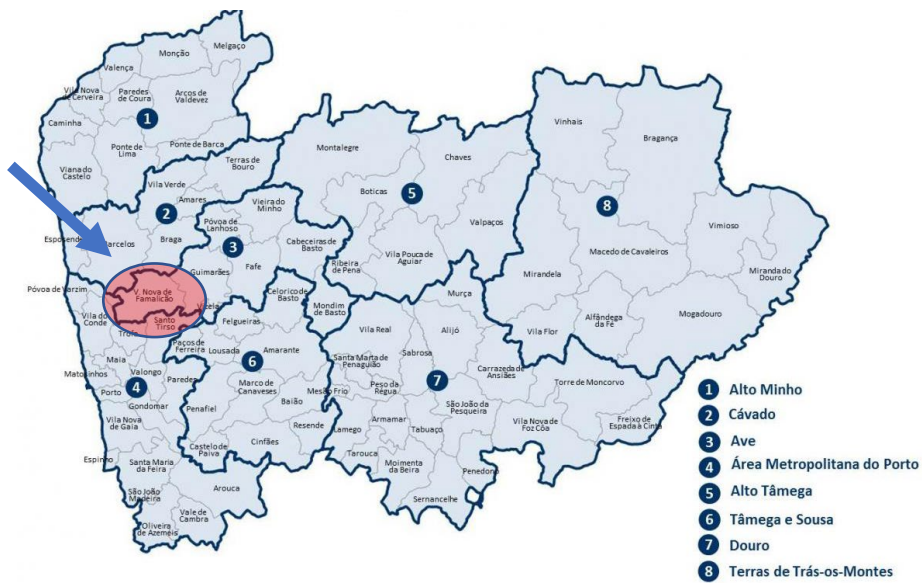 Melgaço
Monção
Valença
Vila Nova
de Cerveira
Paredes
de Coura
Arcos de
Valdevez
Caminha
1
Ponte de
Lima
Ponte da Barca
Viana do
Castelo
Terras de
Bouro
Vila Verde
Amares
2
Vieira do
Minho
Póvoa de
Lanhoso
Esposende
Barcelos
Braga
3
Cabeceiras de
Basto
Guimarães
Fafe
Póvoa de Varzim
V. Nova de
Famalicão
Vizela
Celorico de
Basto
Mondim
de Basto
Vila do
Conde
Santo
Tirso
Trofa
Felgueiras
Paços de
Ferreira
Lousada
6
Amarante
Maia
Matosinhos
Valongo
Porto
4
Paredes
Gondomar
Marco de
Canaveses
Mesão Frio
Baião
Vila Nova
de Gaia
Penafiel
Resende
Castelo de
Paiva
Cinfães
Espinho
Santa Maria
da Feira
São João
Madeira
Arouca
Vale de
Cambra
Oliveira
de Azeméis
Montalegre
Chaves
Boticas
5
Valpaços
Vila Pouca de
Aguiar
Ribeira
de Pena
Vinhais
Bragança
8
Vimioso
Macedo de Cavaleiros
Mirandela
Miranda do
Douro
Mogadouro
Alfândega
da Fé
Vila Flor
Murça
Vila Real
Alijó
Sabrosa
Santa Marta de
Penaguião
7
Carrazeda de
Ansiães
Peso da
Régua
Torre de Moncorvo
São João da
Pesqueira
Armamar
Tabuaço
Lamego
Vila Nova de
Foz Côa
Freixo de
Espada à Cinta
Tarouca
Moimenta
da Beira
Penedono
Sernancelhe
1 Alto Minho
2 Cávado
3 Ave
4 Área Metropolitana do Porto
5 Alto Tâmega
6 Tâmega e Sousa
7 Douro
8 Terras de Trás-os-Montes